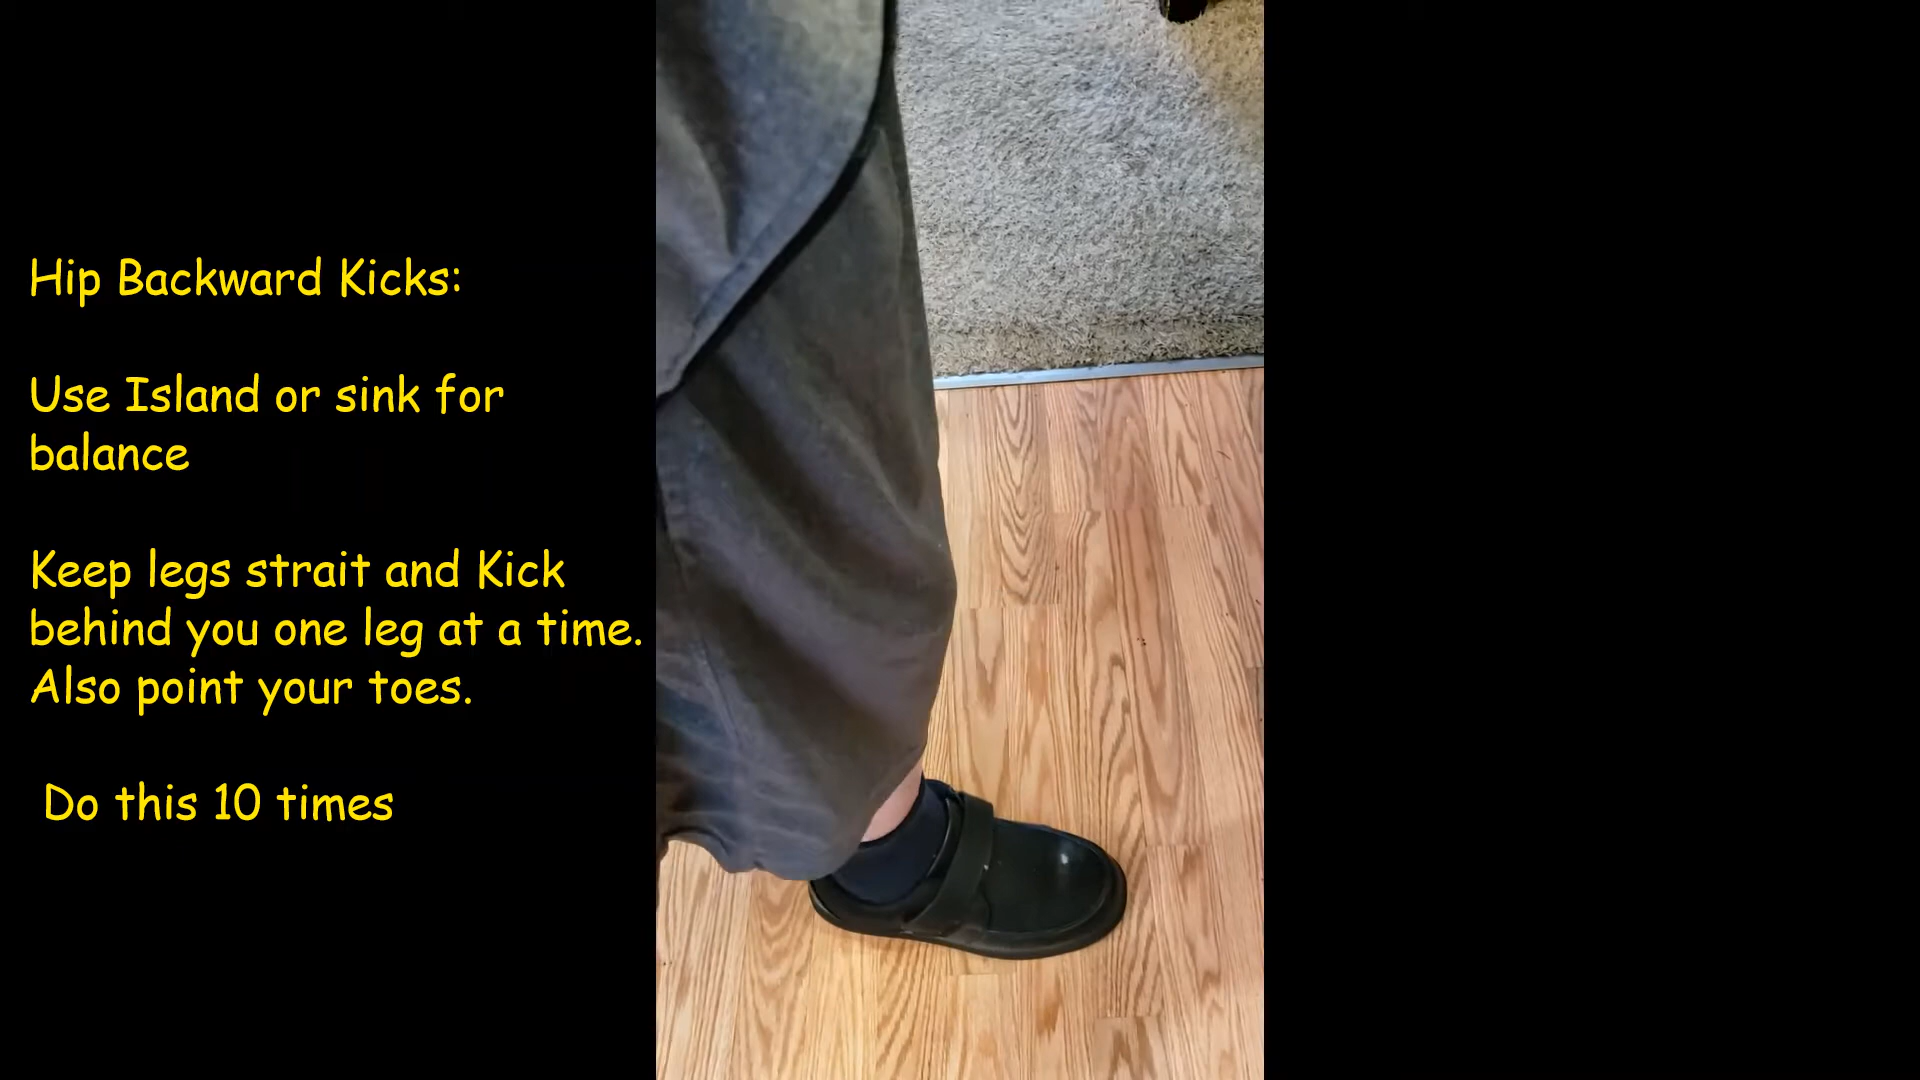 Hip Backward Kicks:
Use Island or sink for
balance
Keep legs strait and Kick
behind you one leg at a time.
Also point your toes.
Do this 10 times